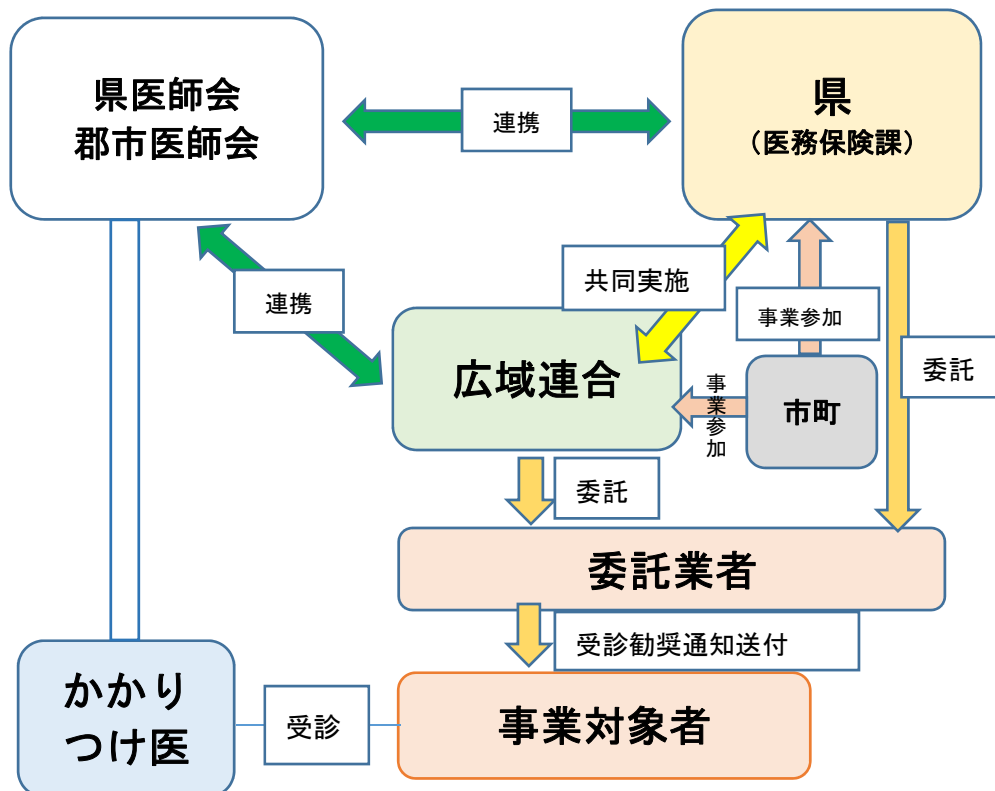 県医師会
郡市医師会
連携
県
（医務保険課）
連携
共同実施
事業参加
広域連合
事業参加
市町
委託
委託
委託業者
受診勧奨通知送付
かかり
つけ医
受診
事業対象者